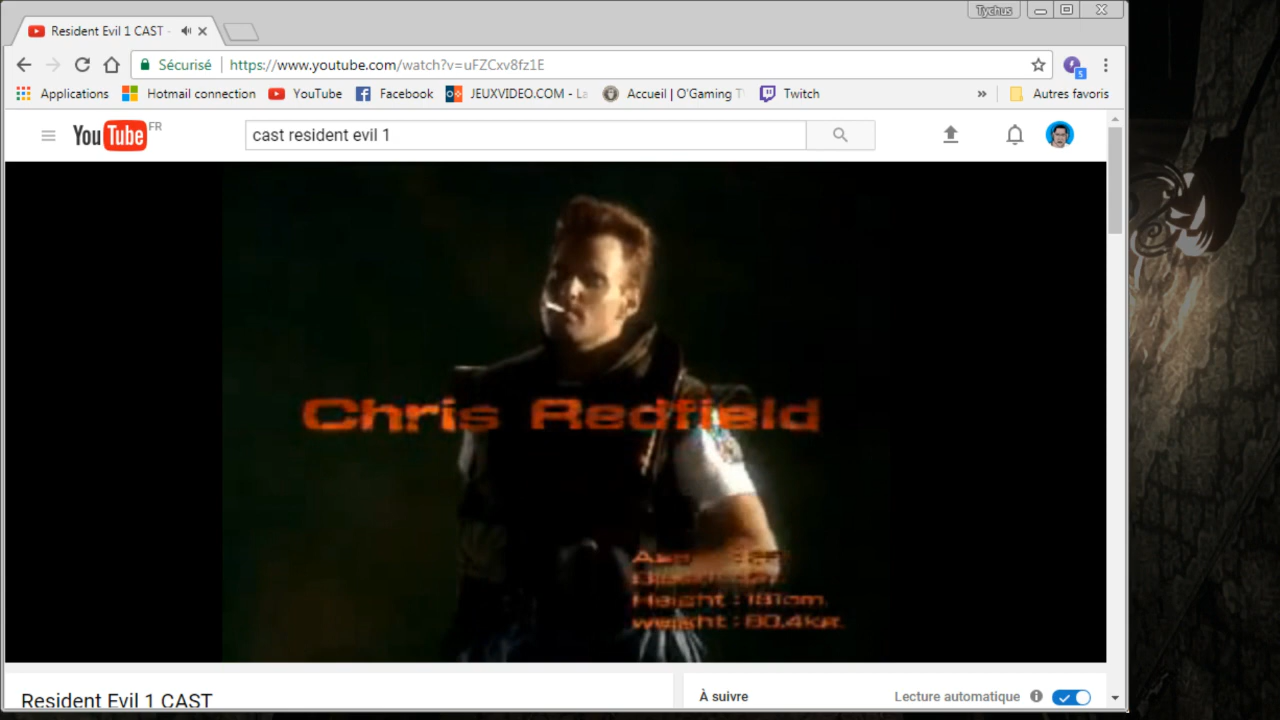 Tychus
Resident Evil 1 CAST -
Sécurisé https://www.youtube.com/watch?v=uFZCxv8fz1E
5
Applications Hotmail connection YouTube Facebook JEUXVIDEO.COM - La Accueil | O'Gaming T Twitch » Autres favoris
YouTube FR
cast resident evil 1
Chris Redfield
Age
Height : 181cm.
weight : 80.4kg.
Resident Evil 1 CAST
À suivre
Lecture automatique